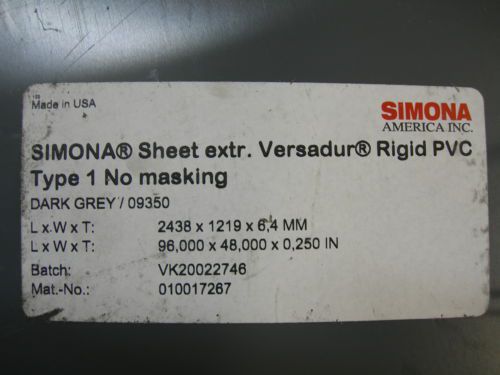 Made in USA
SIMONA
AMERICA INC.
SIMONA® Sheet extr. Versadur® Rigid PVC
Type 1 No masking
DARK GREY / 09350
L x W x T: 2438 x 1219 x 6,4 MM
L x W x T: 96,000 x 48,000 x 0,250 IN
Batch: VK20022746
Mat.-No.: 010017267